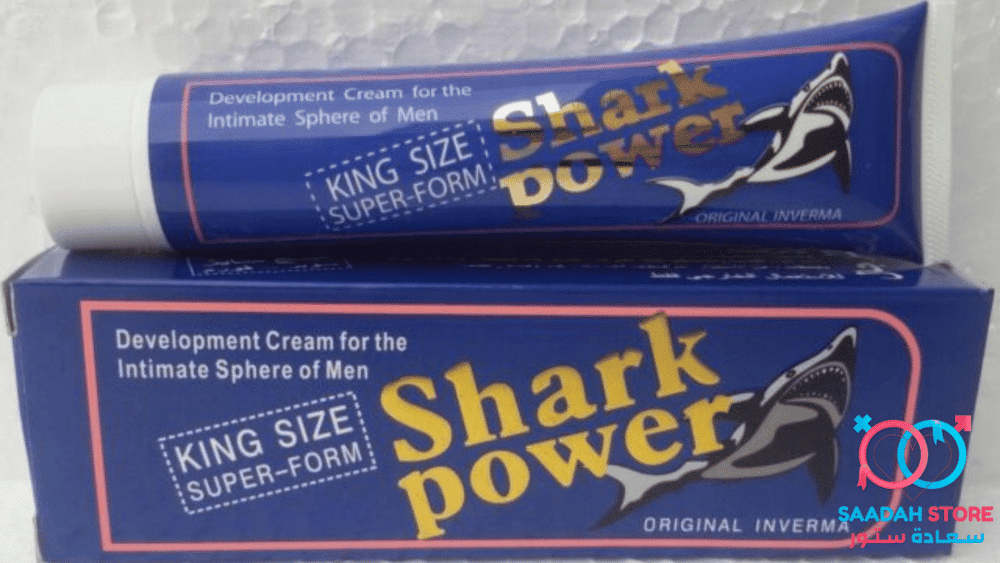 Development Cream for the
Intimate Sphere of Men
KING SIZE
SUPER-FORM
Shark
power
ORIGINAL INVERMA
Development Cream for the
Intimate Sphere of Men
KING SIZE
SUPER-FORM
Shark
power
ORIGINAL INVERMA
SAADAH STORE
سعادة ستور